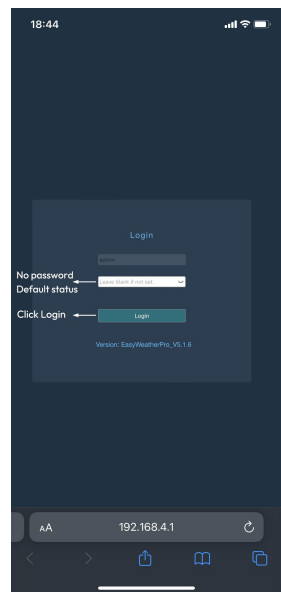 18:44
Login
admin
No password
Default status
Leave blank if not set.
Click Login
Login
Version: EasyWeatherPro_V5.1.6
AA
192.168.4.1